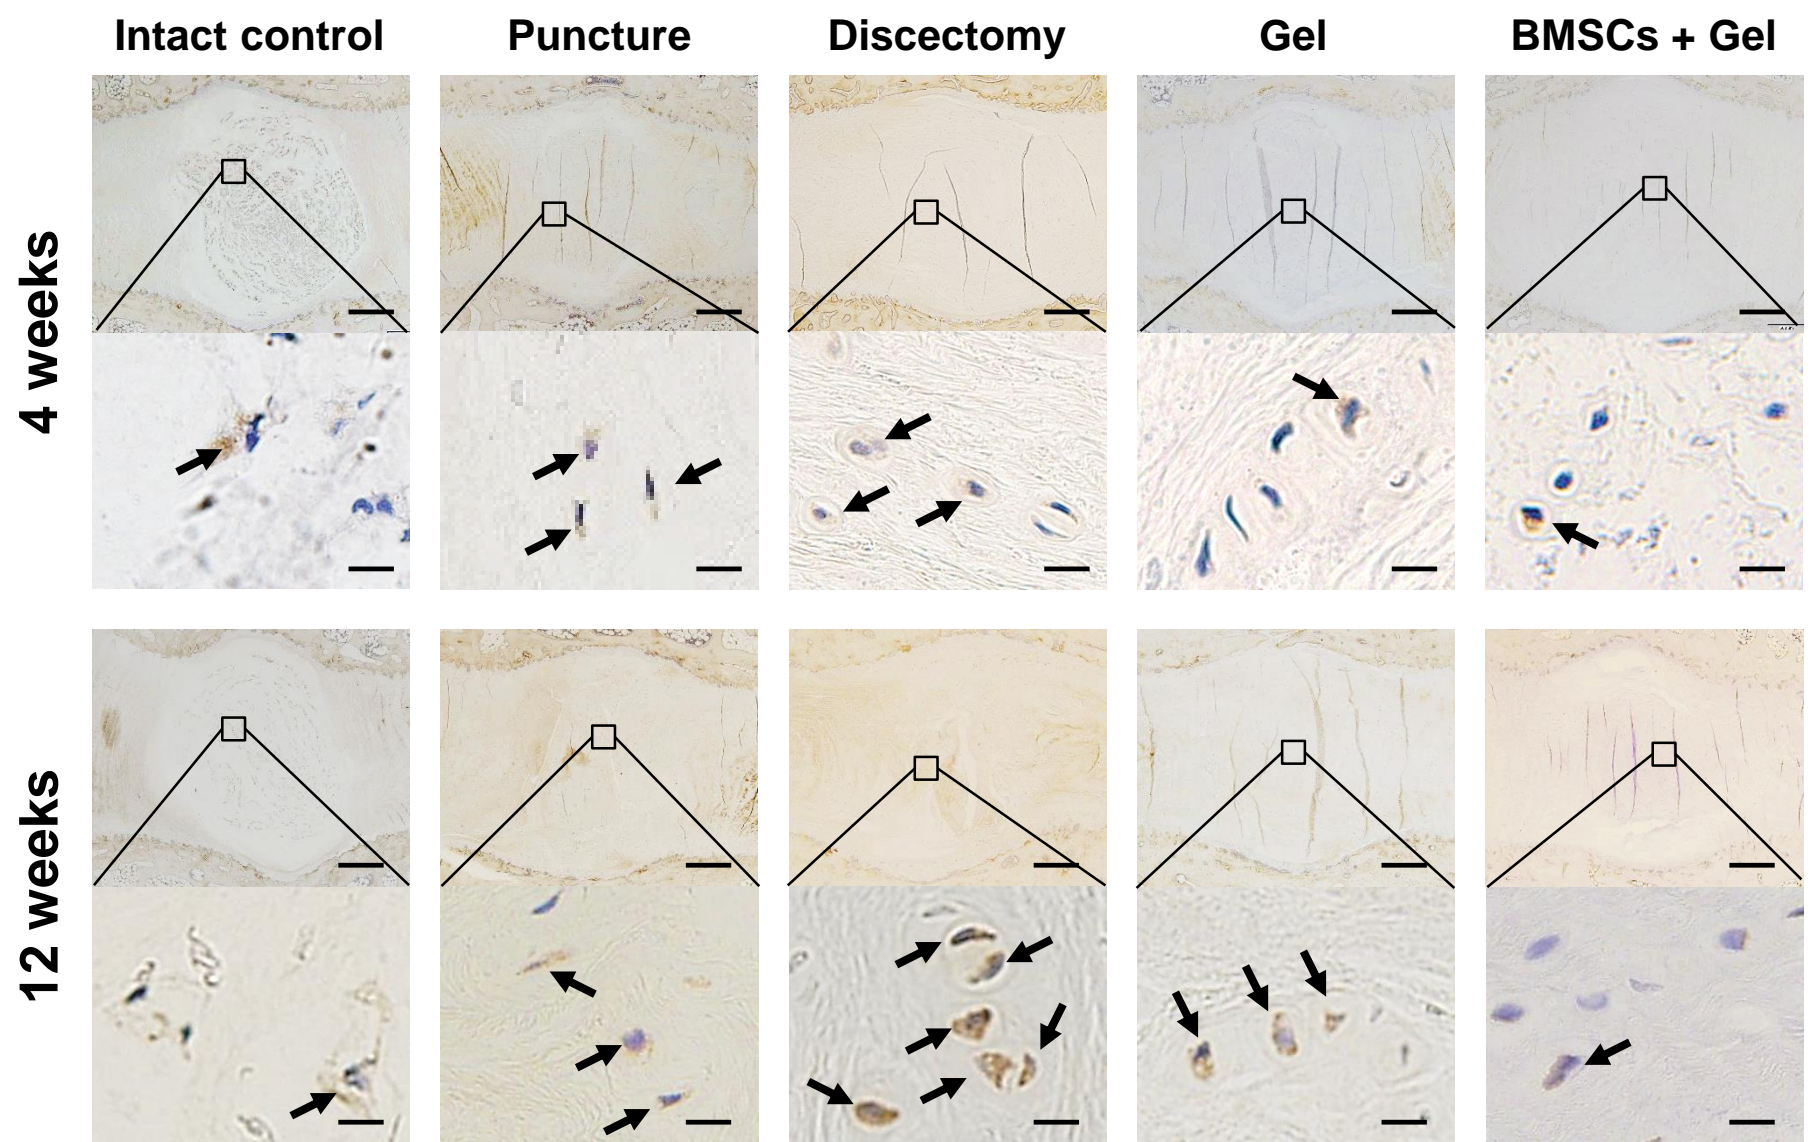 Intact control
Puncture
Discectomy
Gel
BMSCs + Gel
4 weeks
12 weeks